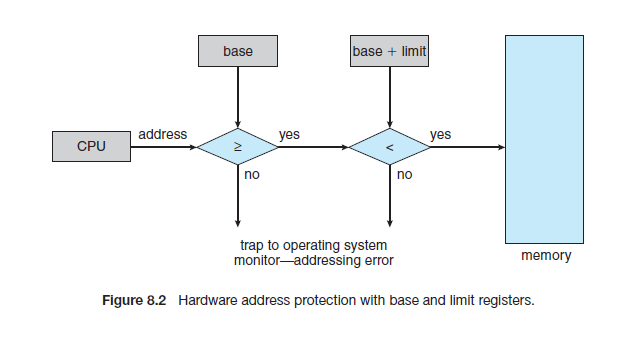 base
base + limit
CPU
address
≥
yes
<
yes
no
no
trap to operating system
monitor—addressing error
memory
Figure 8.2 Hardware address protection with base and limit registers.